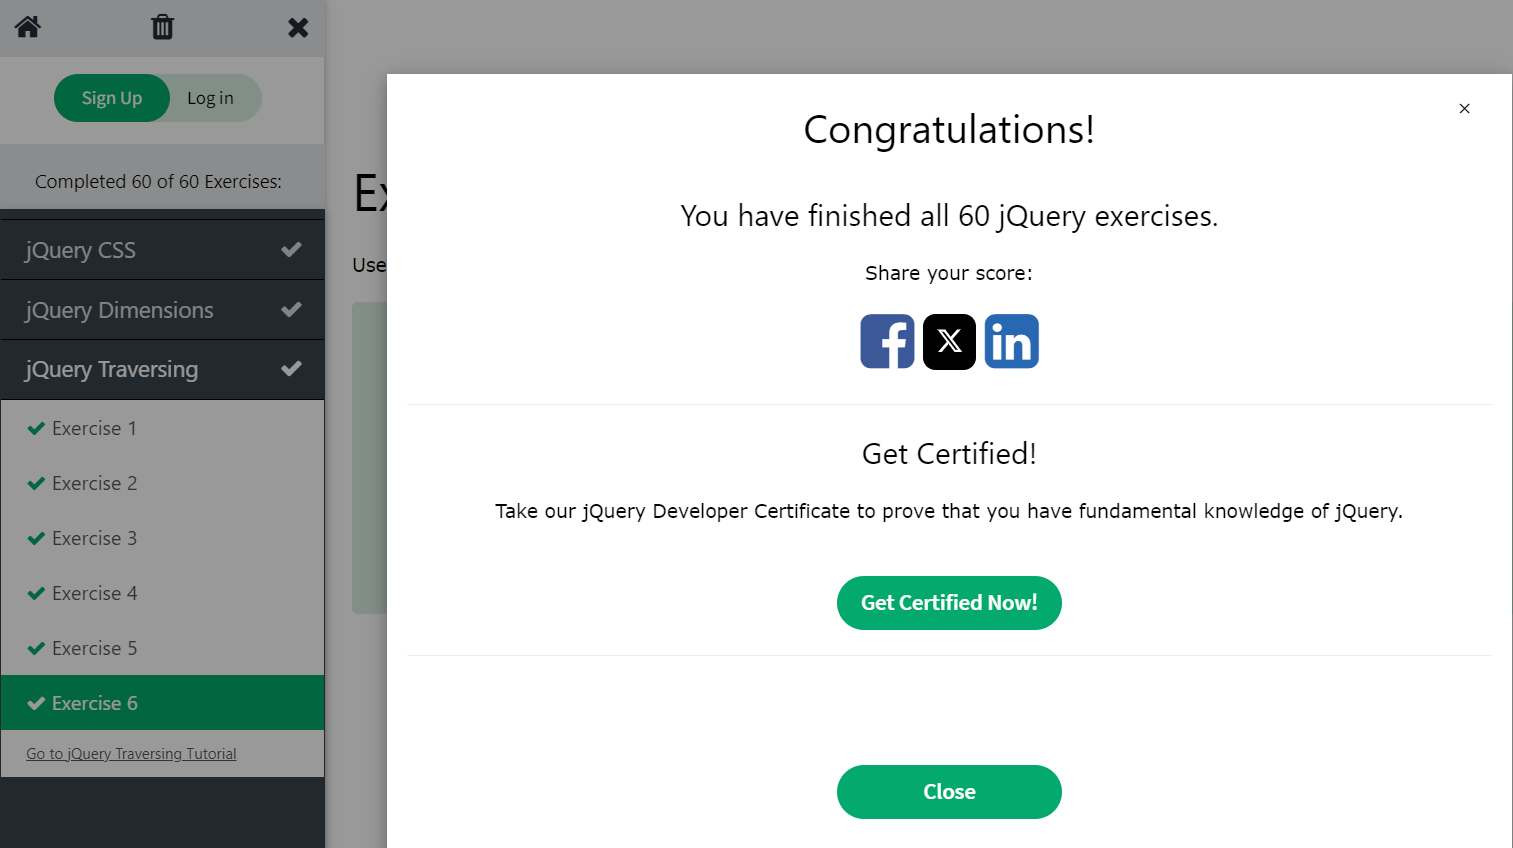 Sign Up
Log in
Completed 60 of 60 Exercises:
jQuery CSS
jQuery Dimensions
jQuery Traversing
Exercise 1
Exercise 2
Exercise 3
Exercise 4
Exercise 5
Exercise 6
Go to jQuery Traversing Tutorial
Use
Congratulations!
You have finished all 60 jQuery exercises.
Share your score:
Get Certified!
Take our jQuery Developer Certificate to prove that you have fundamental knowledge of jQuery.
Get Certified Now!
Close